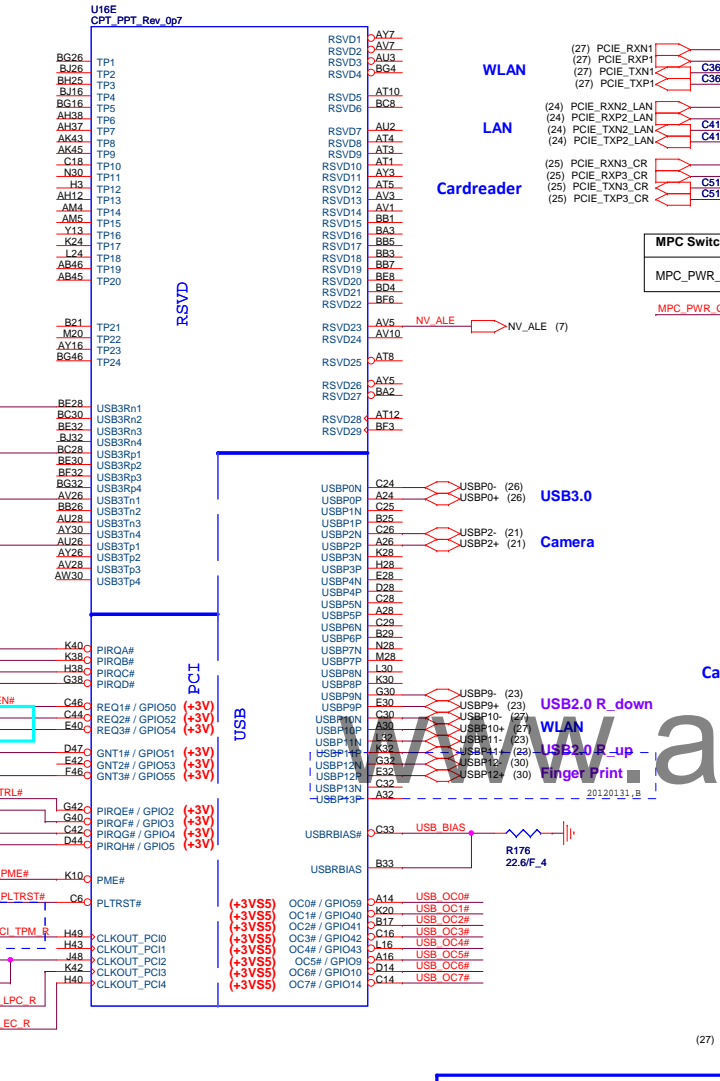 U16E
CPT_PPT_Rev_0p7
BG26 TP1
BJ26 TP2
BH25 TP3
BJ16 TP4
BG16 TP5
AH38 TP6
AH37 TP7
AK43 TP8
AK45 TP9
C18 TP10
N30 TP11
H3 TP12
AH12 TP13
AM4 TP14
AM5 TP15
Y13 TP16
K24 TP17
L24 TP18
AB46 TP19
AB45 TP20
B21 TP21
M20 TP22
AY16 TP23
BG46 TP24
RSVD
BE28 USB3Rn1
BC30 USB3Rn2
BE32 USB3Rn3
BJ32 USB3Rn4
BC28 USB3Rp1
BE30 USB3Rp2
BF32 USB3Rp3
BG32 USB3Rp4
AV26 USB3Tn1
BB26 USB3Tn2
AU28 USB3Tn3
AY30 USB3Tn4
AU26 USB3Tp1
AY26 USB3Tp2
AV28 USB3Tp3
AW30 USB3Tp4
K40 PIRQA#
K38 PIRQB#
H38 PIRQC#
G38 PIRQD#
PCI
EN#
C46 REQ1# / GPIO50 (+3V)
C44 REQ2# / GPIO52 (+3V)
E40 REQ3# / GPIO54 (+3V)
D47 GNT1# / GPIO51 (+3V)
E42 GNT2# / GPIO53 (+3V)
F46 GNT3# / GPIO55 (+3V)
TRL#
G42 PIRQE# / GPIO2 (+3V)
G40 PIRQF# / GPIO3 (+3V)
C42 PIRQG# / GPIO4 (+3V)
D44 PIRQH# / GPIO5 (+3V)
PME# K10 PME#
PLTRST# C6 PLTRST#
CI_TPM_R H49 CLKOUT_PCI0
H43 CLKOUT_PCI1
J48 CLKOUT_PCI2
K42 CLKOUT_PCI3
H40 CLKOUT_PCI4
_LPC_R
_EC_R
RSVD1 AY7
RSVD2 AV7
RSVD3 AU3
RSVD4 BG4
RSVD5 AT10
RSVD6 BC8
RSVD7 AU2
RSVD8 AT4
RSVD9 AT3
RSVD10 AT1
RSVD11 AY3
RSVD12 AT5
RSVD13 AV3
RSVD14 AV1
RSVD15 BB1
RSVD16 BA3
RSVD17 BB5
RSVD18 BB3
RSVD19 BB7
RSVD20 BE8
RSVD21 BD4
RSVD22 BF6
RSVD23 AV5 NV_ALE NV_ALE (7)
RSVD24 AV10
RSVD25 AT8
RSVD26 AY5
RSVD27 BA2
RSVD28 AT12
RSVD29 BF3
USB
USBP0N C24 USBP0- (26)
USBP0P A24 USBP0+ (26) USB3.0
USBP1N C25
USBP1P B25
USBP2N C26 USBP2- (21)
USBP2P A26 USBP2+ (21) Camera
USBP3N K28
USBP3P H28
USBP4N E28
USBP4P D28
USBP5N C28
USBP5P A28
USBP6N C29
USBP6P B29
USBP7N N28
USBP7P M28
USBP8N L30
USBP8P K30
USBP9N G30 USBP9- (23)
USBP9P E30 USBP9+ (23) USB2.0 R_down
USBP10N C30 USBP10- (27)
USBP10P A30 USBP10+ (27) WLAN
USBP11N L32 USBP11- (23)
USBP11P K32 USBP11+ (23) USB2.0 R_up
USBP12N G32 USBP12- (30)
USBP12P E32 USBP12+ (30) Finger Print
USBP13N C32
USBP13P A32 20120131,B
www.a
USBRBIAS# C33 USB_BIAS
R176
22.6/F_4
USBRBIAS B33
(+3VS5) OC0# / GPIO59 A14 USB_OC0#
(+3VS5) OC1# / GPIO40 K20 USB_OC1#
(+3VS5) OC2# / GPIO41 B17 USB_OC2#
(+3VS5) OC3# / GPIO42 C16 USB_OC3#
(+3VS5) OC4# / GPIO43 L16 USB_OC4#
(+3VS5) OC5# / GPIO9 A16 USB_OC5#
(+3VS5) OC6# / GPIO10 D14 USB_OC6#
(+3VS5) OC7# / GPIO14 C14 USB_OC7#
WLAN
(27) PCIE_RXN1
(27) PCIE_RXP1
(27) PCIE_TXN1 C36
(27) PCIE_TXP1 C36
LAN
(24) PCIE_RXN2_LAN
(24) PCIE_RXP2_LAN
(24) PCIE_TXN2_LAN C41
(24) PCIE_TXP2_LAN C41
Cardreader
(25) PCIE_RXN3_CR
(25) PCIE_RXP3_CR
(25) PCIE_TXN3_CR C51
(25) PCIE_TXP3_CR C51
MPC Switc
MPC_PWR_
MPC_PWR_C
Ca
(27)